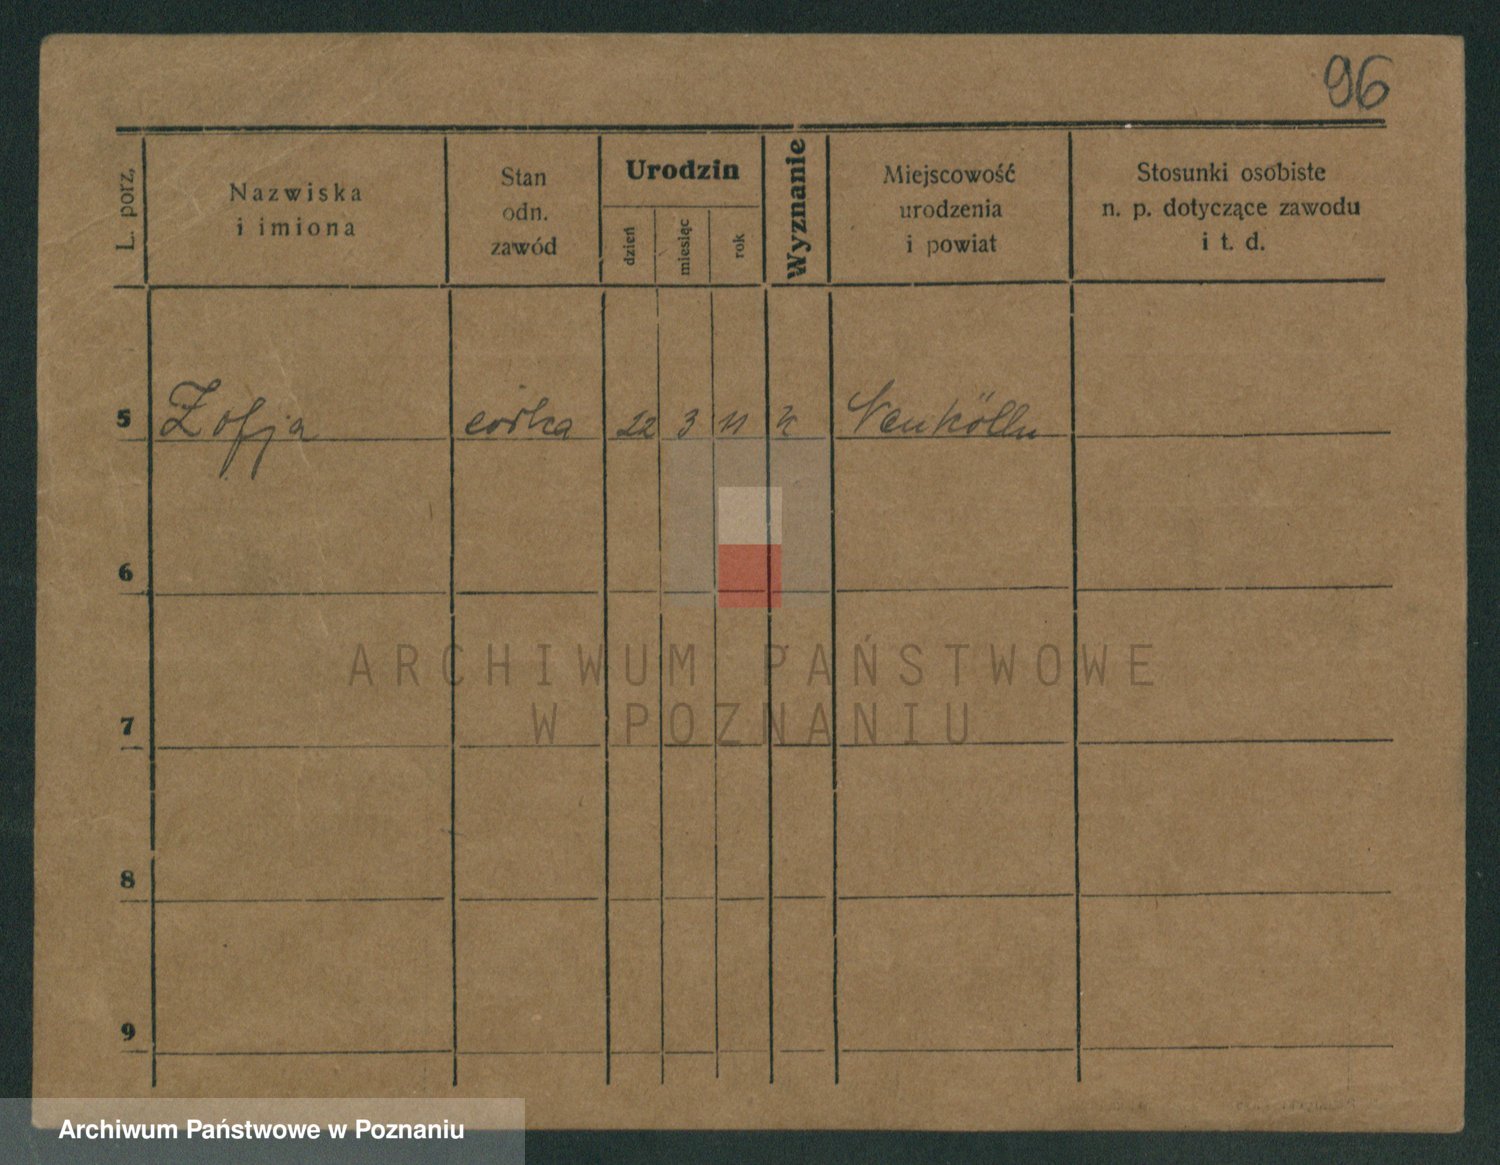 96
L. porz.
Nazwiska
i imiona
Stan
odn.
zawód
Urodzin
dzień
miesiąc
rok
Wyznanie
Miejscowość
urodzenia
i powiat
Stosunki osobiste
n. p. dotyczące zawodu
i t. d.
5 Zofja córka 22 3 11 k Neukölln
6
7
8
9
ARCHIWUM PAŃSTWOWE
W POZNANIU
Archiwum Państwowe w Poznaniu